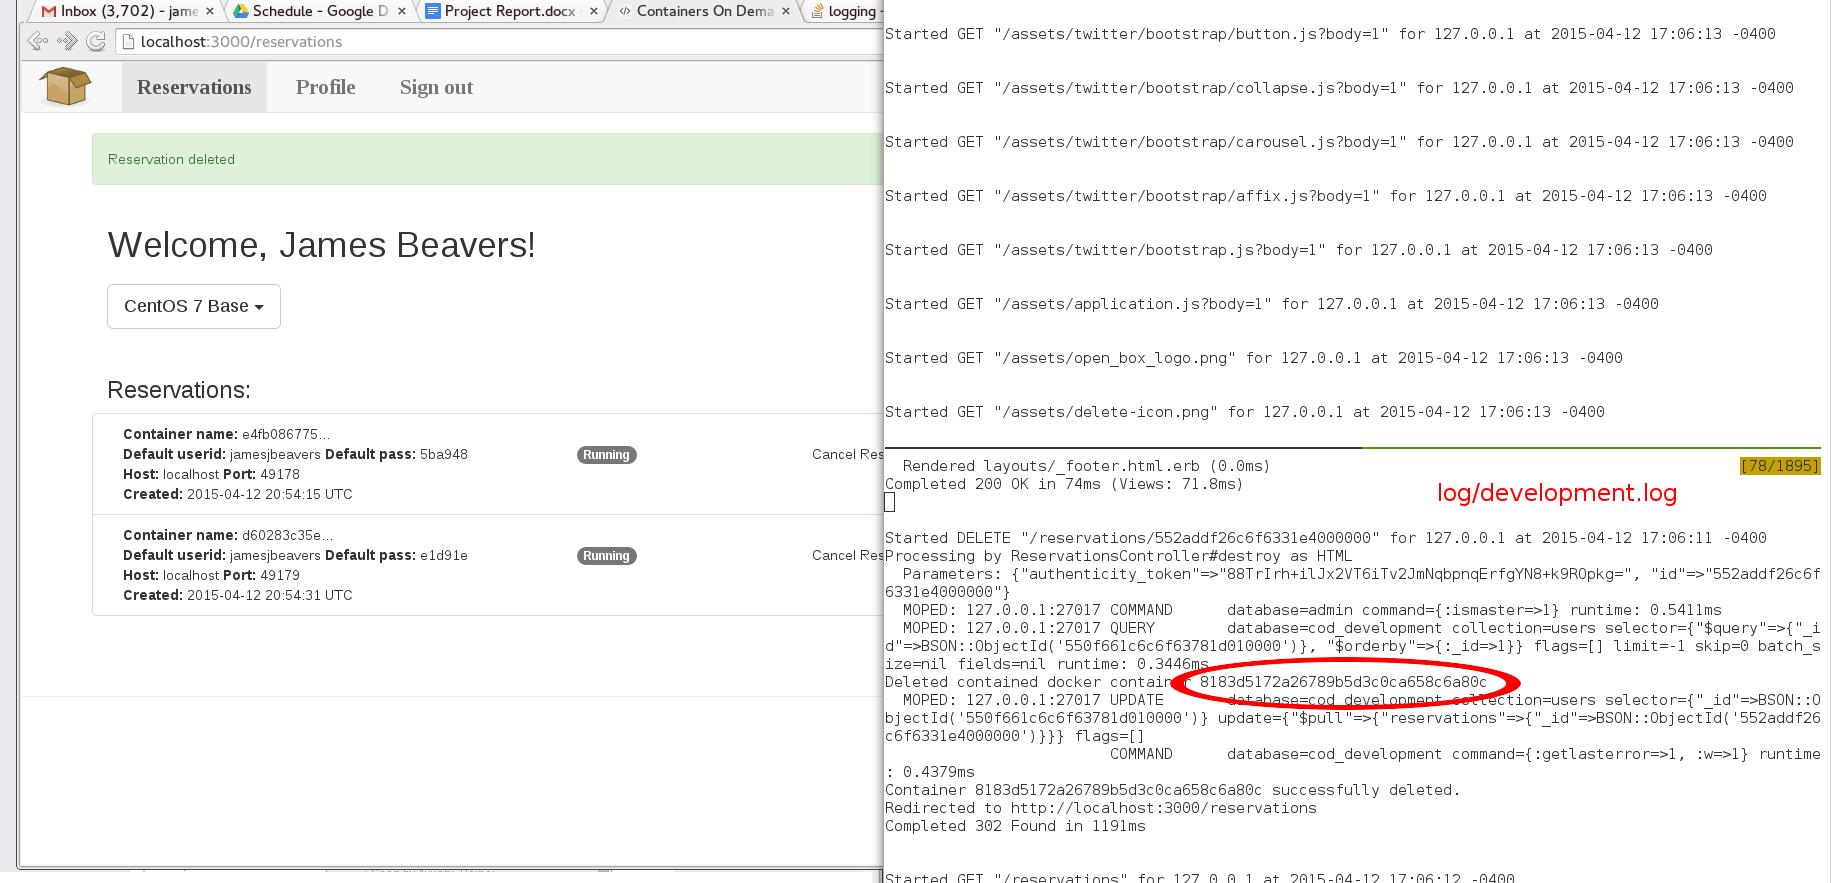 Inbox (3,702) - jame
Schedule - Google D
Project Report.docx -
Containers On Dema
logging -
localhost:3000/reservations
Reservations
Profile
Sign out
Reservation deleted
Welcome, James Beavers!
CentOS 7 Base
Reservations:
Container name: e4fb086775...
Default userid: jamesjbeavers Default pass: 5ba948
Host: localhost Port: 49178
Created: 2015-04-12 20:54:15 UTC
Running
Cancel Res
Container name: d60283c35e...
Default userid: jamesjbeavers Default pass: e1d91e
Host: localhost Port: 49179
Created: 2015-04-12 20:54:31 UTC
Running
Cancel Res
Started GET "/assets/twitter/bootstrap/button.js?body=1" for 127.0.0.1 at 2015-04-12 17:06:13 -0400
Started GET "/assets/twitter/bootstrap/collapse.js?body=1" for 127.0.0.1 at 2015-04-12 17:06:13 -0400
Started GET "/assets/twitter/bootstrap/carousel.js?body=1" for 127.0.0.1 at 2015-04-12 17:06:13 -0400
Started GET "/assets/twitter/bootstrap/affix.js?body=1" for 127.0.0.1 at 2015-04-12 17:06:13 -0400
Started GET "/assets/twitter/bootstrap.js?body=1" for 127.0.0.1 at 2015-04-12 17:06:13 -0400
Started GET "/assets/application.js?body=1" for 127.0.0.1 at 2015-04-12 17:06:13 -0400
Started GET "/assets/open_box_logo.png" for 127.0.0.1 at 2015-04-12 17:06:13 -0400
Started GET "/assets/delete-icon.png" for 127.0.0.1 at 2015-04-12 17:06:13 -0400
Rendered layouts/_footer.html.erb (0.0ms)
[78/1895]
Completed 200 OK in 74ms (Views: 71.8ms)
log/development.log
Started DELETE "/reservations/552addf26c6f6331e4000000" for 127.0.0.1 at 2015-04-12 17:06:11 -0400
Processing by ReservationsController#destroy as HTML
Parameters: {"authenticity_token"=>"88TrIrh+ilJx2VT6iTv2JmNqbpnqErfgYN8+k9ROpkg=", "id"=>"552addf26c6f
6331e4000000"}
MOPED: 127.0.0.1:27017 COMMAND database=admin command={:ismaster=>1} runtime: 0.5411ms
MOPED: 127.0.0.1:27017 QUERY database=cod_development collection=users selector={"$query"=>{"_i
d"=>BSON::ObjectId('550f661c6c6f63781d010000')}, "$orderby"=>{:_id=>1}} flags=[] limit=-1 skip=0 batch_s
ize=nil fields=nil runtime: 0.3446ms
Deleted contained docker container 8183d5172a26789b5d3c0ca658c6a80c
MOPED: 127.0.0.1:27017 UPDATE database=cod_development collection=users selector={"_id"=>BSON::O
bjectId('550f661c6c6f63781d010000')} update={"$pull"=>{"reservations"=>{"_id"=>BSON::ObjectId('552addf26
c6f6331e4000000')}}} flags=[]
COMMAND database=cod_development command={:getlasterror=>1, :w=>1} runtime
: 0.4379ms
Container 8183d5172a26789b5d3c0ca658c6a80c successfully deleted.
Redirected to http://localhost:3000/reservations
Completed 302 Found in 1191ms
Started GET "/reservations" for 127.0.0.1 at 2015-04-12 17:06:12 -0400